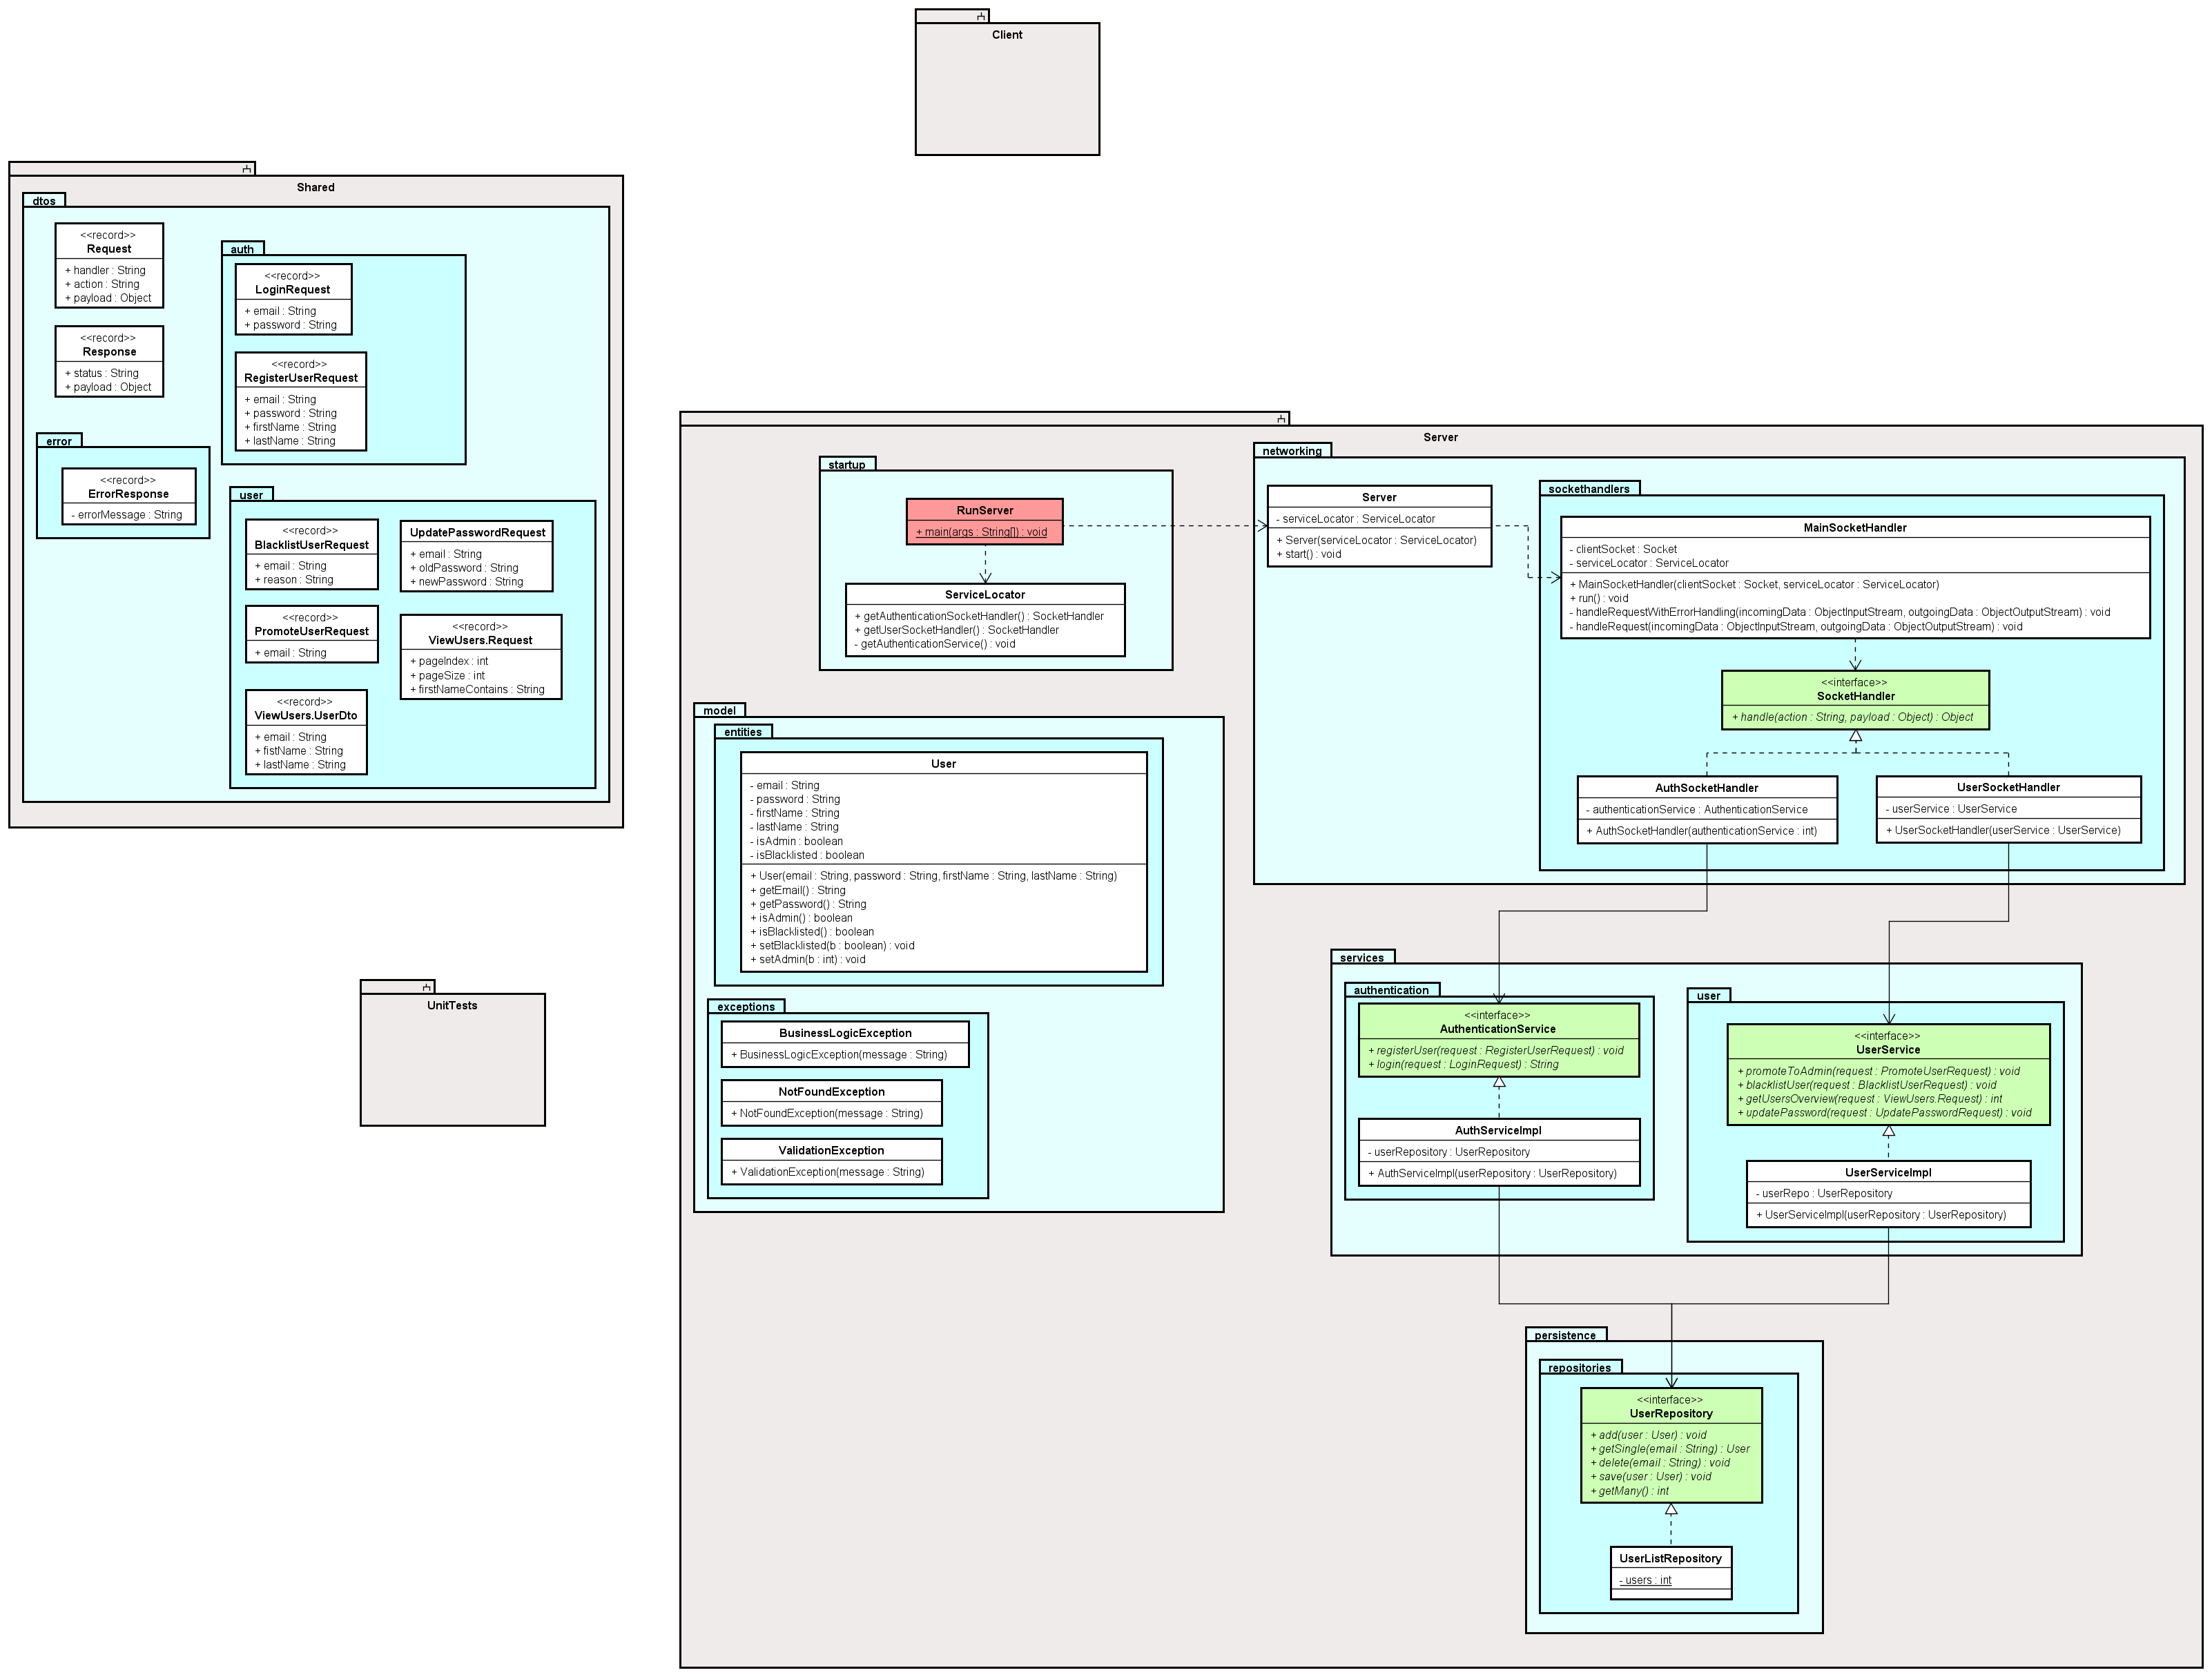 Client
Shared
dtos
<<record>>
Request
+ handler : String
+ action : String
+ payload : Object
<<record>>
Response
+ status : String
+ payload : Object
error
<<record>>
ErrorResponse
- errorMessage : String
auth
<<record>>
LoginRequest
+ email : String
+ password : String
<<record>>
RegisterUserRequest
+ email : String
+ password : String
+ firstName : String
+ lastName : String
user
<<record>>
BlacklistUserRequest
+ email : String
+ reason : String
UpdatePasswordRequest
+ email : String
+ oldPassword : String
+ newPassword : String
<<record>>
PromoteUserRequest
+ email : String
<<record>>
ViewUsers.Request
+ pageIndex : int
+ pageSize : int
+ firstNameContains : String
<<record>>
ViewUsers.UserDto
+ email : String
+ fistName : String
+ lastName : String
UnitTests
Server
startup
RunServer
+ main(args : String[]) : void
ServiceLocator
+ getAuthenticationSocketHandler() : SocketHandler
+ getUserSocketHandler() : SocketHandler
- getAuthenticationService() : void
networking
Server
- serviceLocator : ServiceLocator
+ Server(serviceLocator : ServiceLocator)
+ start() : void
sockethandlers
MainSocketHandler
- clientSocket : Socket
- serviceLocator : ServiceLocator
+ MainSocketHandler(clientSocket : Socket, serviceLocator : ServiceLocator)
+ run() : void
- handleRequestWithErrorHandling(incomingData : ObjectInputStream, outgoingData : ObjectOutputStream) : void
- handleRequest(incomingData : ObjectInputStream, outgoingData : ObjectOutputStream) : void
<<interface>>
SocketHandler
+ handle(action : String, payload : Object) : Object
AuthSocketHandler
- authenticationService : AuthenticationService
+ AuthSocketHandler(authenticationService : int)
UserSocketHandler
- userService : UserService
+ UserSocketHandler(userService : UserService)
model
entities
User
- email : String
- password : String
- firstName : String
- lastName : String
- isAdmin : boolean
- isBlacklisted : boolean
+ User(email : String, password : String, firstName : String, lastName : String)
+ getEmail() : String
+ getPassword() : String
+ isAdmin() : boolean
+ isBlacklisted() : boolean
+ setBlacklisted(b : boolean) : void
+ setAdmin(b : int) : void
exceptions
BusinessLogicException
+ BusinessLogicException(message : String)
NotFoundException
+ NotFoundException(message : String)
ValidationException
+ ValidationException(message : String)
services
authentication
<<interface>>
AuthenticationService
+ registerUser(request : RegisterUserRequest) : void
+ login(request : LoginRequest) : String
AuthServiceImpl
- userRepository : UserRepository
+ AuthServiceImpl(userRepository : UserRepository)
user
<<interface>>
UserService
+ promoteToAdmin(request : PromoteUserRequest) : void
+ blacklistUser(request : BlacklistUserRequest) : void
+ getUsersOverview(request : ViewUsers.Request) : int
+ updatePassword(request : UpdatePasswordRequest) : void
UserServiceImpl
- userRepo : UserRepository
+ UserServiceImpl(userRepository : UserRepository)
persistence
repositories
<<interface>>
UserRepository
+ add(user : User) : void
+ getSingle(email : String) : User
+ delete(email : String) : void
+ save(user : User) : void
+ getMany() : int
UserListRepository
- users : int